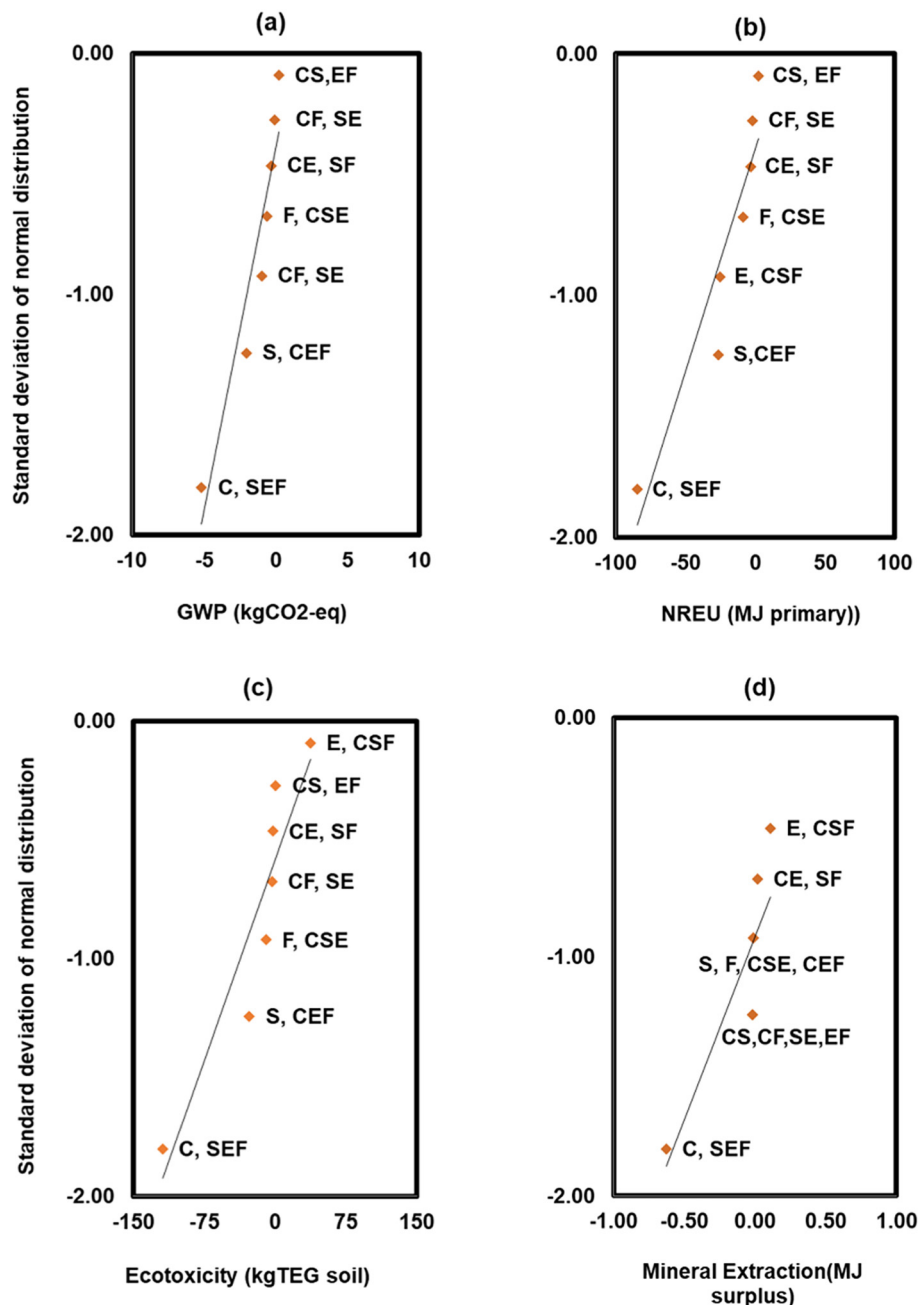 (a)
Standard deviation of normal distribution
0.00
-1.00
-2.00
CS,EF
CF, SE
CE, SF
F, CSE
CF, SE
S, CEF
C, SEF
-10
-5
0
5
10
GWP (kgCO2-eq)
(b)
0.00
-1.00
-2.00
CS, EF
CF, SE
CE, SF
F, CSE
E, CSF
S,CEF
C, SEF
-100
-50
0
50
100
NREU (MJ primary))
(c)
Standard deviation of normal distribution
0.00
-1.00
-2.00
E, CSF
CS, EF
CE, SF
CF, SE
F, CSE
S, CEF
C, SEF
-150
-75
0
75
150
Ecotoxicity (kgTEG soil)
(d)
0.00
-1.00
-2.00
E, CSF
CE, SF
S, F, CSE, CEF
CS,CF,SE,EF
C, SEF
-1.00
-0.50
0.00
0.50
1.00
Mineral Extraction(MJ
surplus)